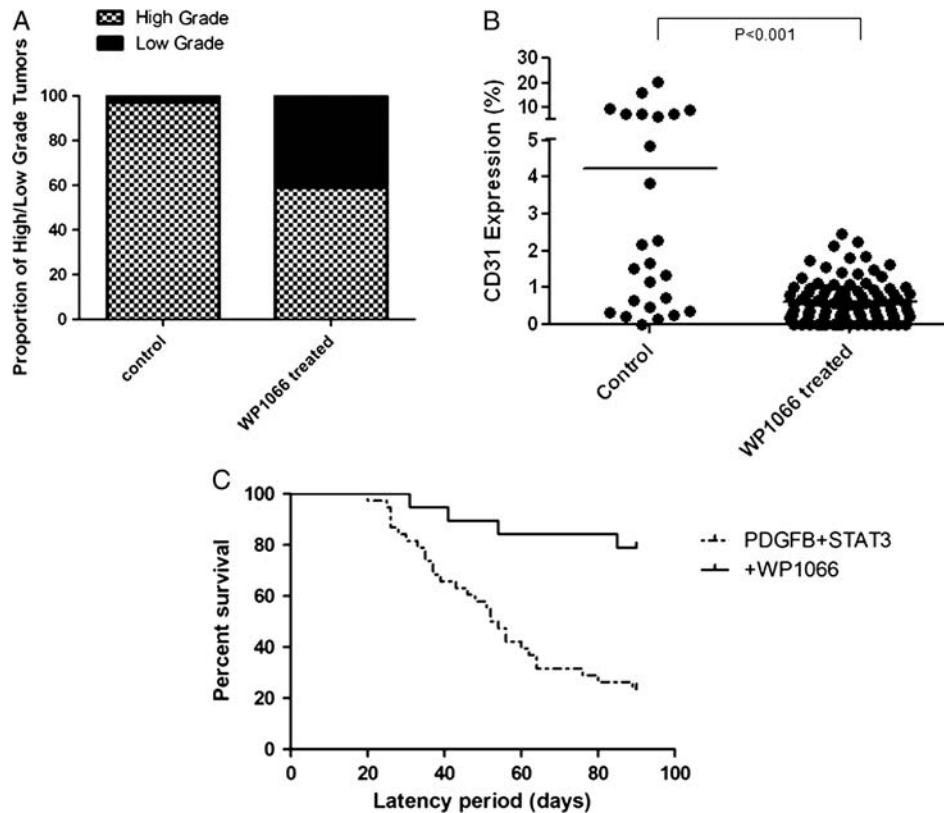 A
High Grade
Low Grade
Proportion of High/Low Grade Tumors
100
80
60
40
20
0
control
WP1066 treated
B
P<0.001
CD31 Expression (%)
30
20
10
5
4
3
2
1
0
Control
WP1066 treated
C
Percent survival
100
80
60
40
20
0
0 20 40 60 80 100
Latency period (days)
PDGFB+STAT3
+WP1066